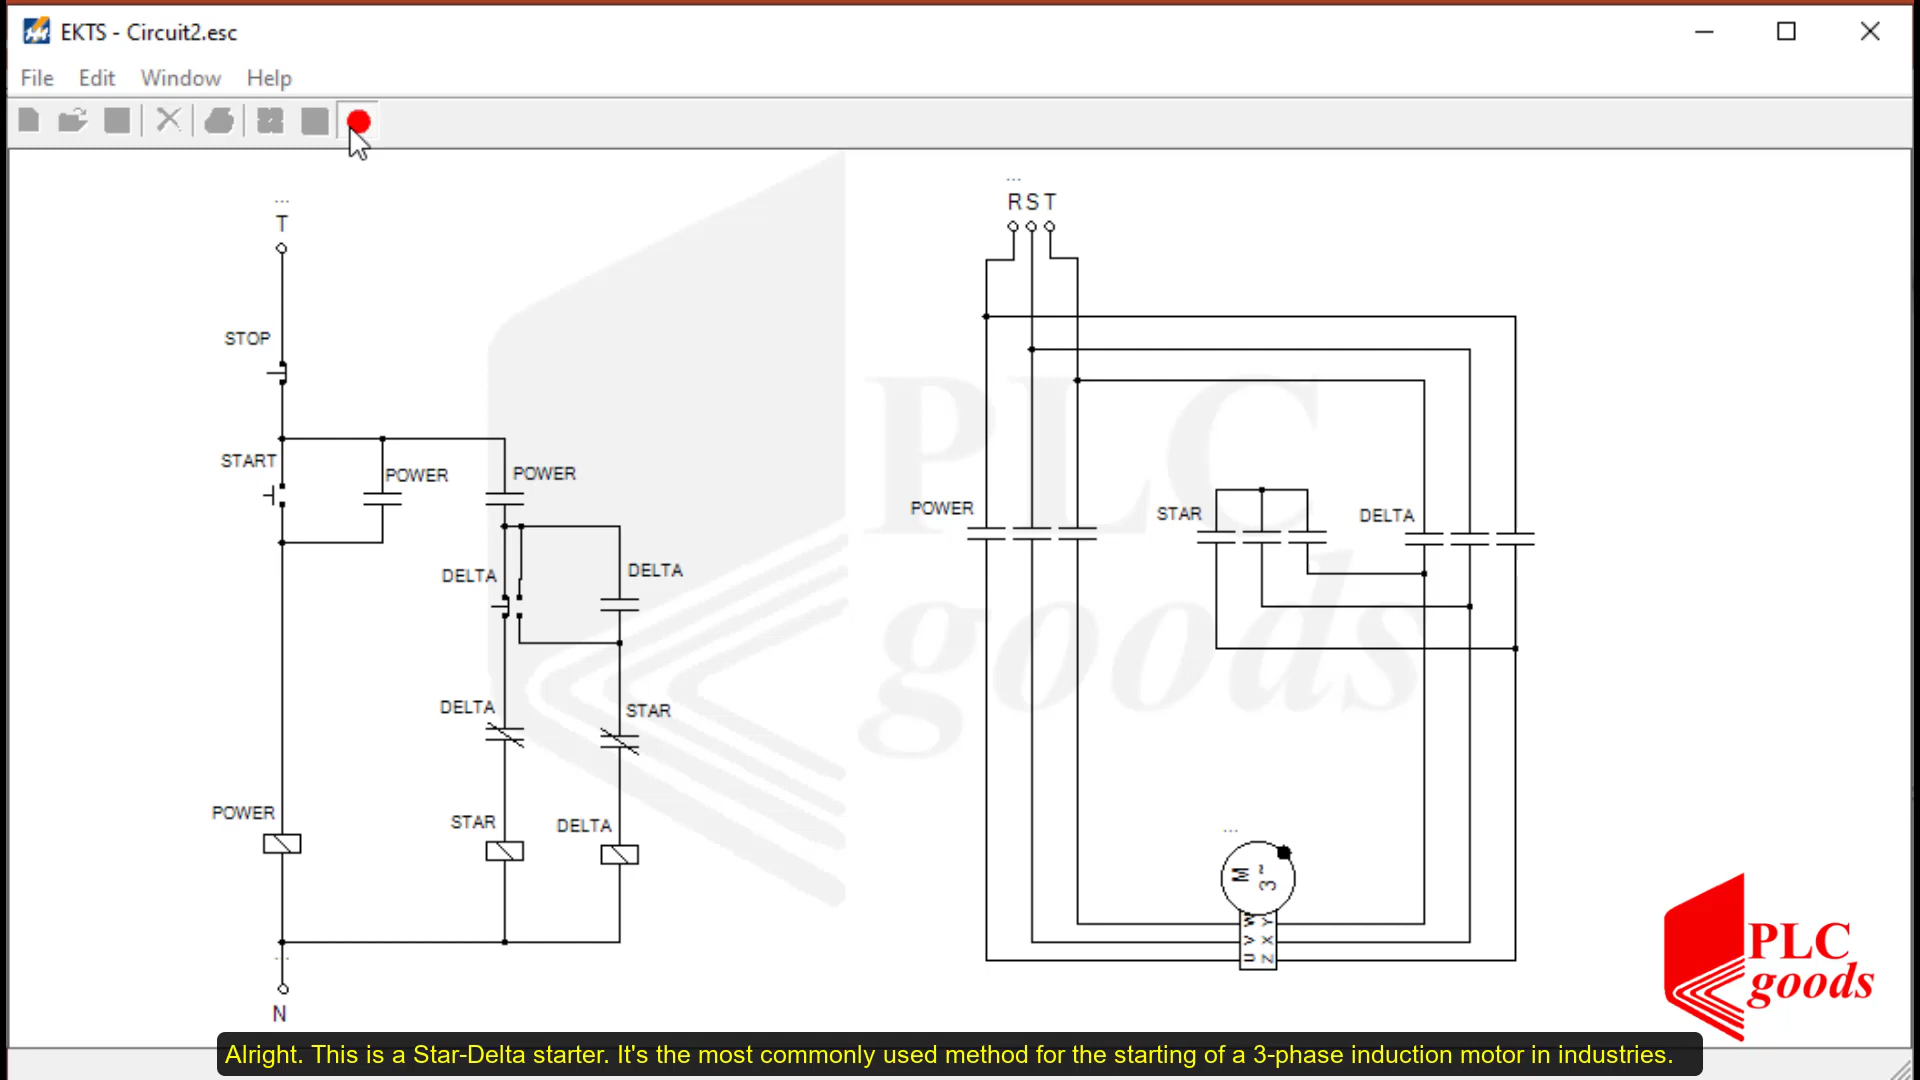 EKTS - Circuit2.esc
File Edit Window Help
...
T
STOP
START
POWER
POWER
DELTA
DELTA
DELTA
STAR
POWER
STAR
DELTA
...
N
...
R S T
POWER
STAR
DELTA
...
M
3~
U V W
Z X Y
PLC
goods
PLC
goods
Alright. This is a Star-Delta starter. It's the most commonly used method for the starting of a 3-phase induction motor in industries.